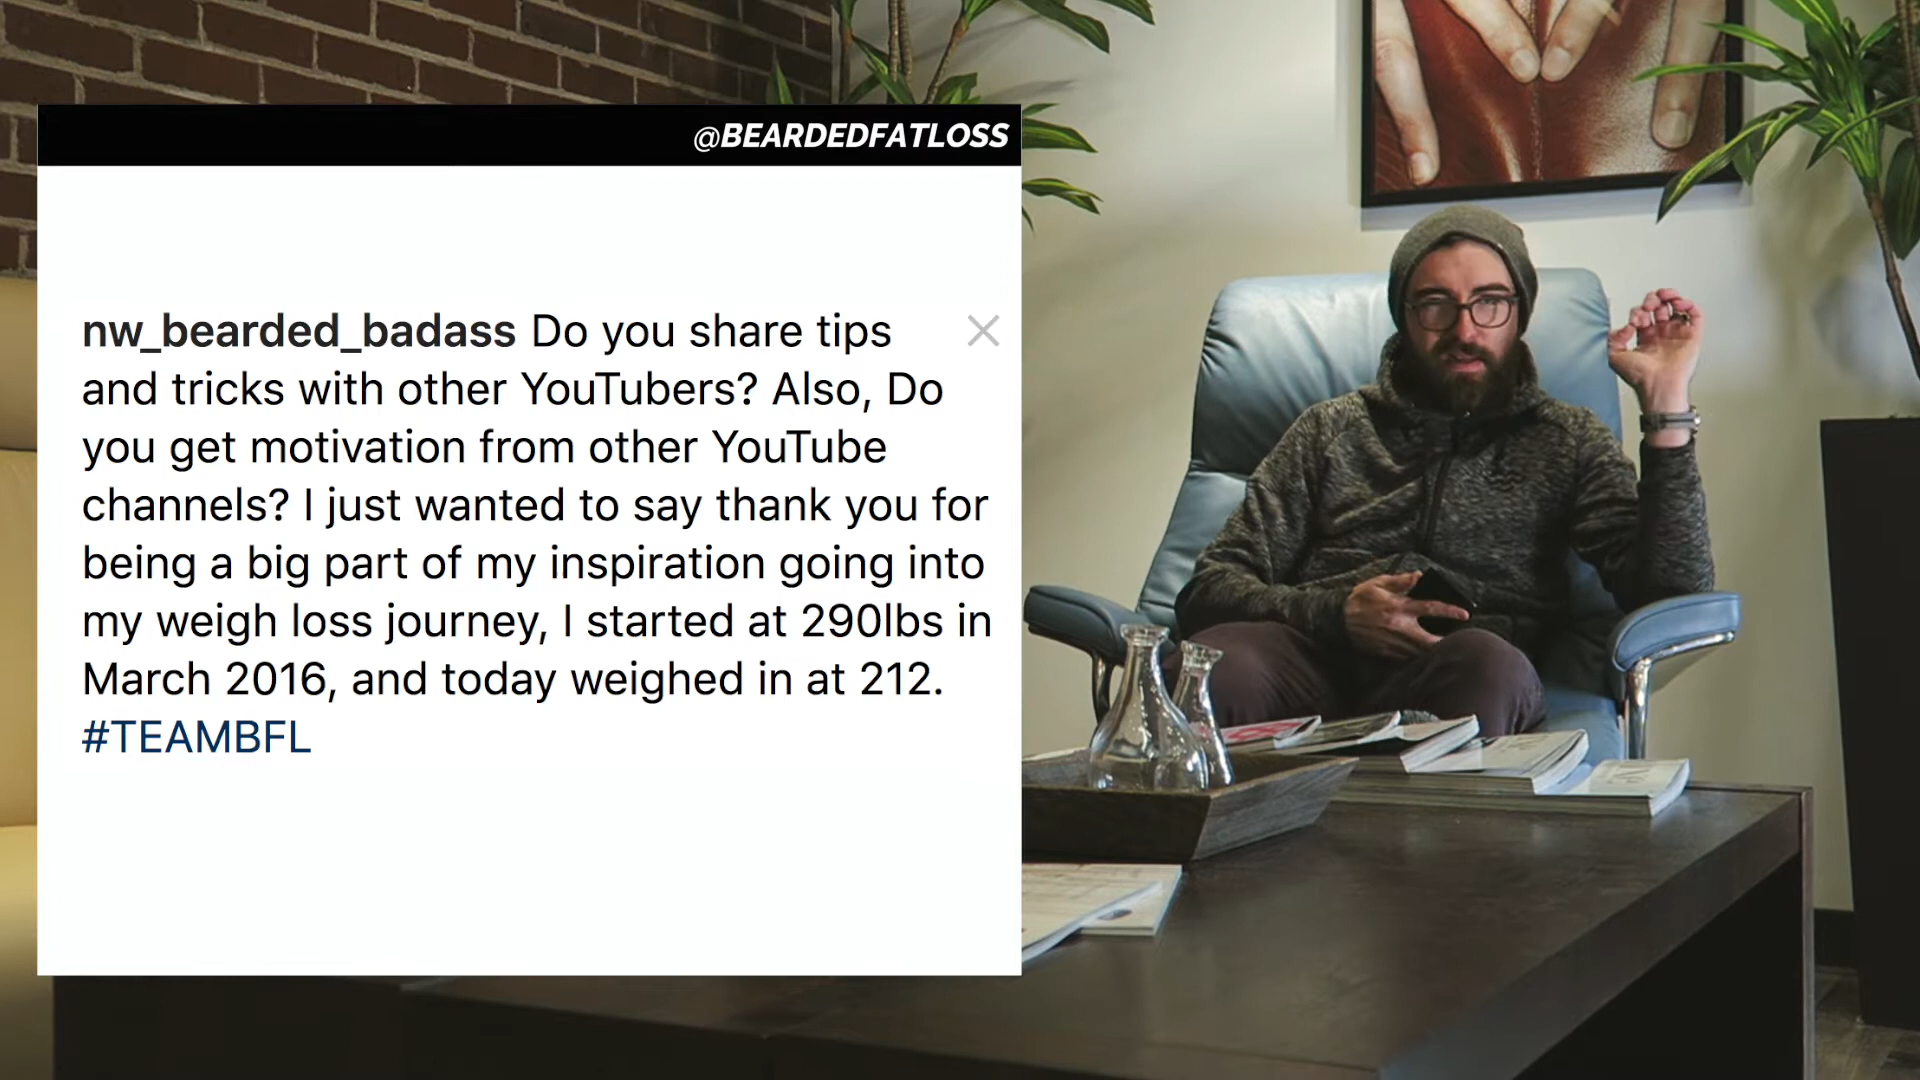 @BEARDEDFATLOSS
nw_bearded_badass Do you share tips
and tricks with other YouTubers? Also, Do
you get motivation from other YouTube
channels? I just wanted to say thank you for
being a big part of my inspiration going into
my weigh loss journey, I started at 290lbs in
March 2016, and today weighed in at 212.
#TEAMBFL